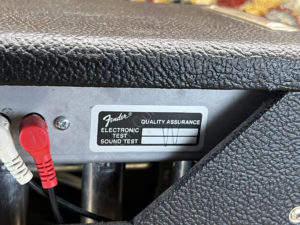 Fender
QUALITY ASSURANCE
ELECTRONIC
TEST
SOUND TEST
W